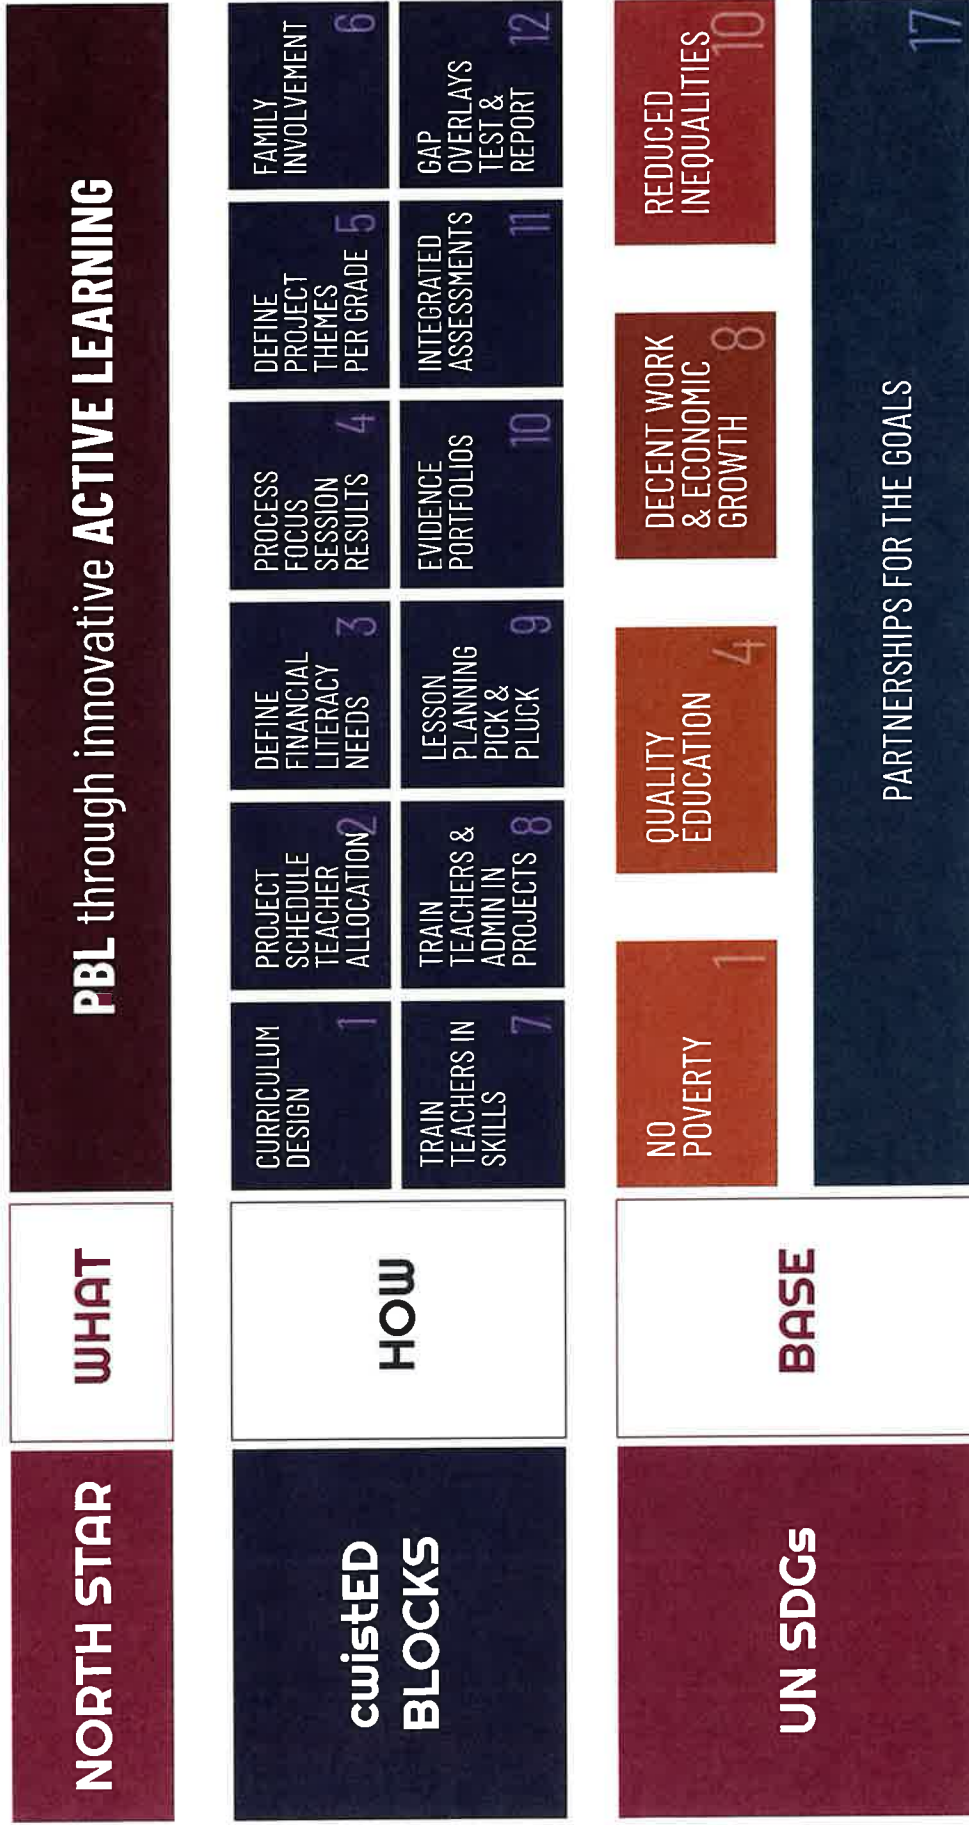 NORTH STAR
WHAT
PBL through innovative ACTIVE LEARNING
cwistED
BLOCKS
HOW
CURRICULUM
DESIGN
1
PROJECT
SCHEDULE
TEACHER
ALLOCATION
2
DEFINE
FINANCIAL
LITERACY
NEEDS
3
PROCESS
FOCUS
SESSION
RESULTS
4
DEFINE
PROJECT
THEMES
PER GRADE
5
FAMILY
INVOLVEMENT
6
TRAIN
TEACHERS IN
SKILLS
7
TRAIN
TEACHERS &
ADMIN IN
PROJECTS
8
LESSON
PLANNING
PICK &
PLUCK
9
EVIDENCE
PORTFOLIOS
10
INTEGRATED
ASSESSMENTS
11
GAP
OVERLAYS
TEST &
REPORT
12
UN SDGs
BASE
NO
POVERTY
1
QUALITY
EDUCATION
4
DECENT WORK
& ECONOMIC
GROWTH
8
REDUCED
INEQUALITIES
10
PARTNERSHIPS FOR THE GOALS
17